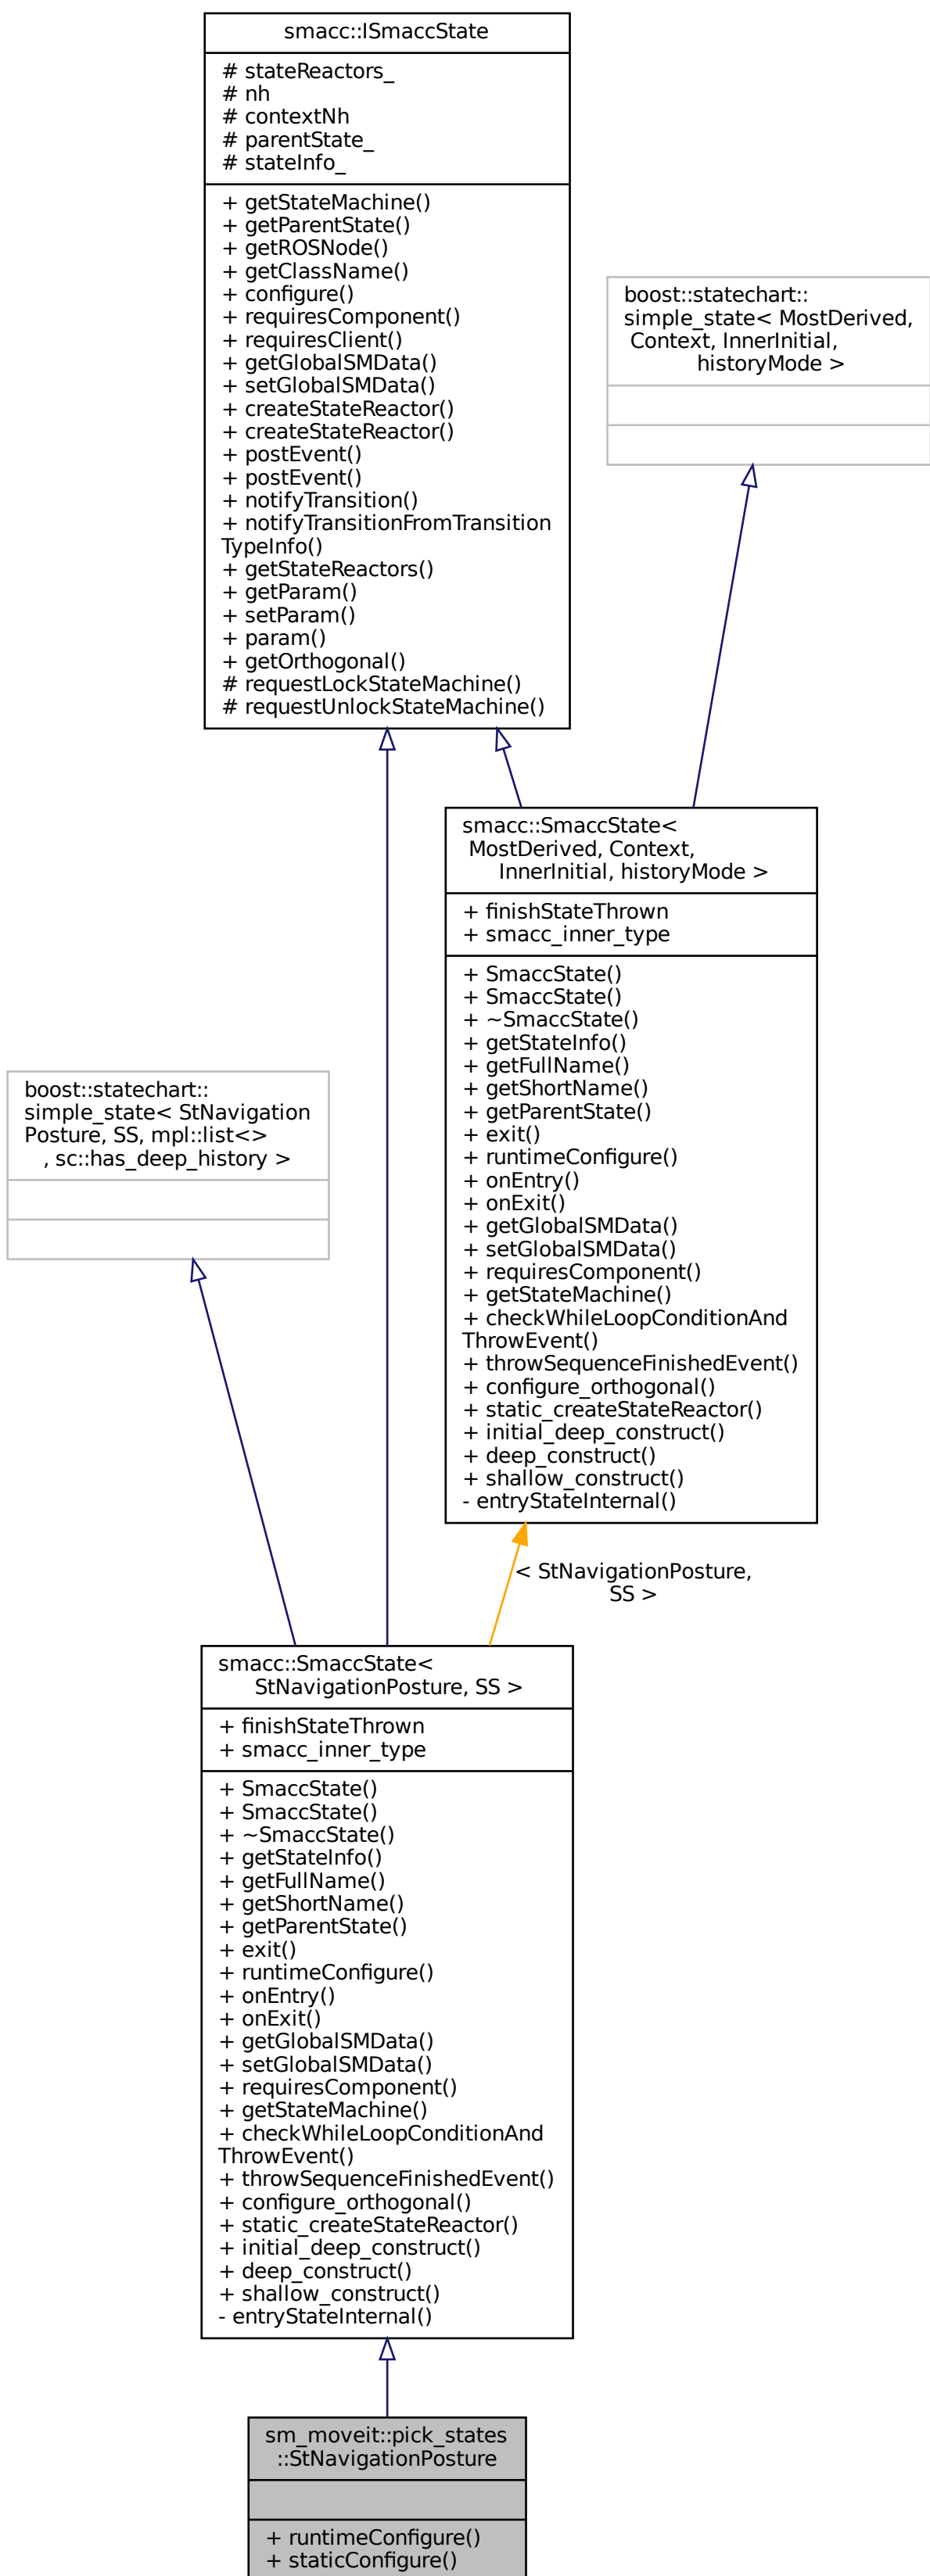 smacc::ISmaccState
# stateReactors_
# nh
# contextNh
# parentState_
# stateInfo_
+ getStateMachine()
+ getParentState()
+ getROSNode()
+ getClassName()
+ configure()
+ requiresComponent()
+ requiresClient()
+ getGlobalSMData()
+ setGlobalSMData()
+ createStateReactor()
+ createStateReactor()
+ postEvent()
+ postEvent()
+ notifyTransition()
+ notifyTransitionFromTransition
TypeInfo()
+ getStateReactors()
+ getParam()
+ setParam()
+ param()
+ getOrthogonal()
# requestLockStateMachine()
# requestUnlockStateMachine()
boost::statechart::
simple_state< MostDerived,
Context, InnerInitial,
historyMode >
smacc::SmaccState<
MostDerived, Context,
InnerInitial, historyMode >
+ finishStateThrown
+ smacc_inner_type
+ SmaccState()
+ SmaccState()
+ ~SmaccState()
+ getStateInfo()
+ getFullName()
+ getShortName()
+ getParentState()
+ exit()
+ runtimeConfigure()
+ onEntry()
+ onExit()
+ getGlobalSMData()
+ setGlobalSMData()
+ requiresComponent()
+ getStateMachine()
+ checkWhileLoopConditionAnd
ThrowEvent()
+ throwSequenceFinishedEvent()
+ configure_orthogonal()
+ static_createStateReactor()
+ initial_deep_construct()
+ deep_construct()
+ shallow_construct()
- entryStateInternal()
boost::statechart::
simple_state< StNavigation
Posture, SS, mpl::list<>
, sc::has_deep_history >
< StNavigationPosture,
SS >
smacc::SmaccState<
StNavigationPosture, SS >
+ finishStateThrown
+ smacc_inner_type
+ SmaccState()
+ SmaccState()
+ ~SmaccState()
+ getStateInfo()
+ getFullName()
+ getShortName()
+ getParentState()
+ exit()
+ runtimeConfigure()
+ onEntry()
+ onExit()
+ getGlobalSMData()
+ setGlobalSMData()
+ requiresComponent()
+ getStateMachine()
+ checkWhileLoopConditionAnd
ThrowEvent()
+ throwSequenceFinishedEvent()
+ configure_orthogonal()
+ static_createStateReactor()
+ initial_deep_construct()
+ deep_construct()
+ shallow_construct()
- entryStateInternal()
sm_moveit::pick_states
::StNavigationPosture
+ runtimeConfigure()
+ staticConfigure()